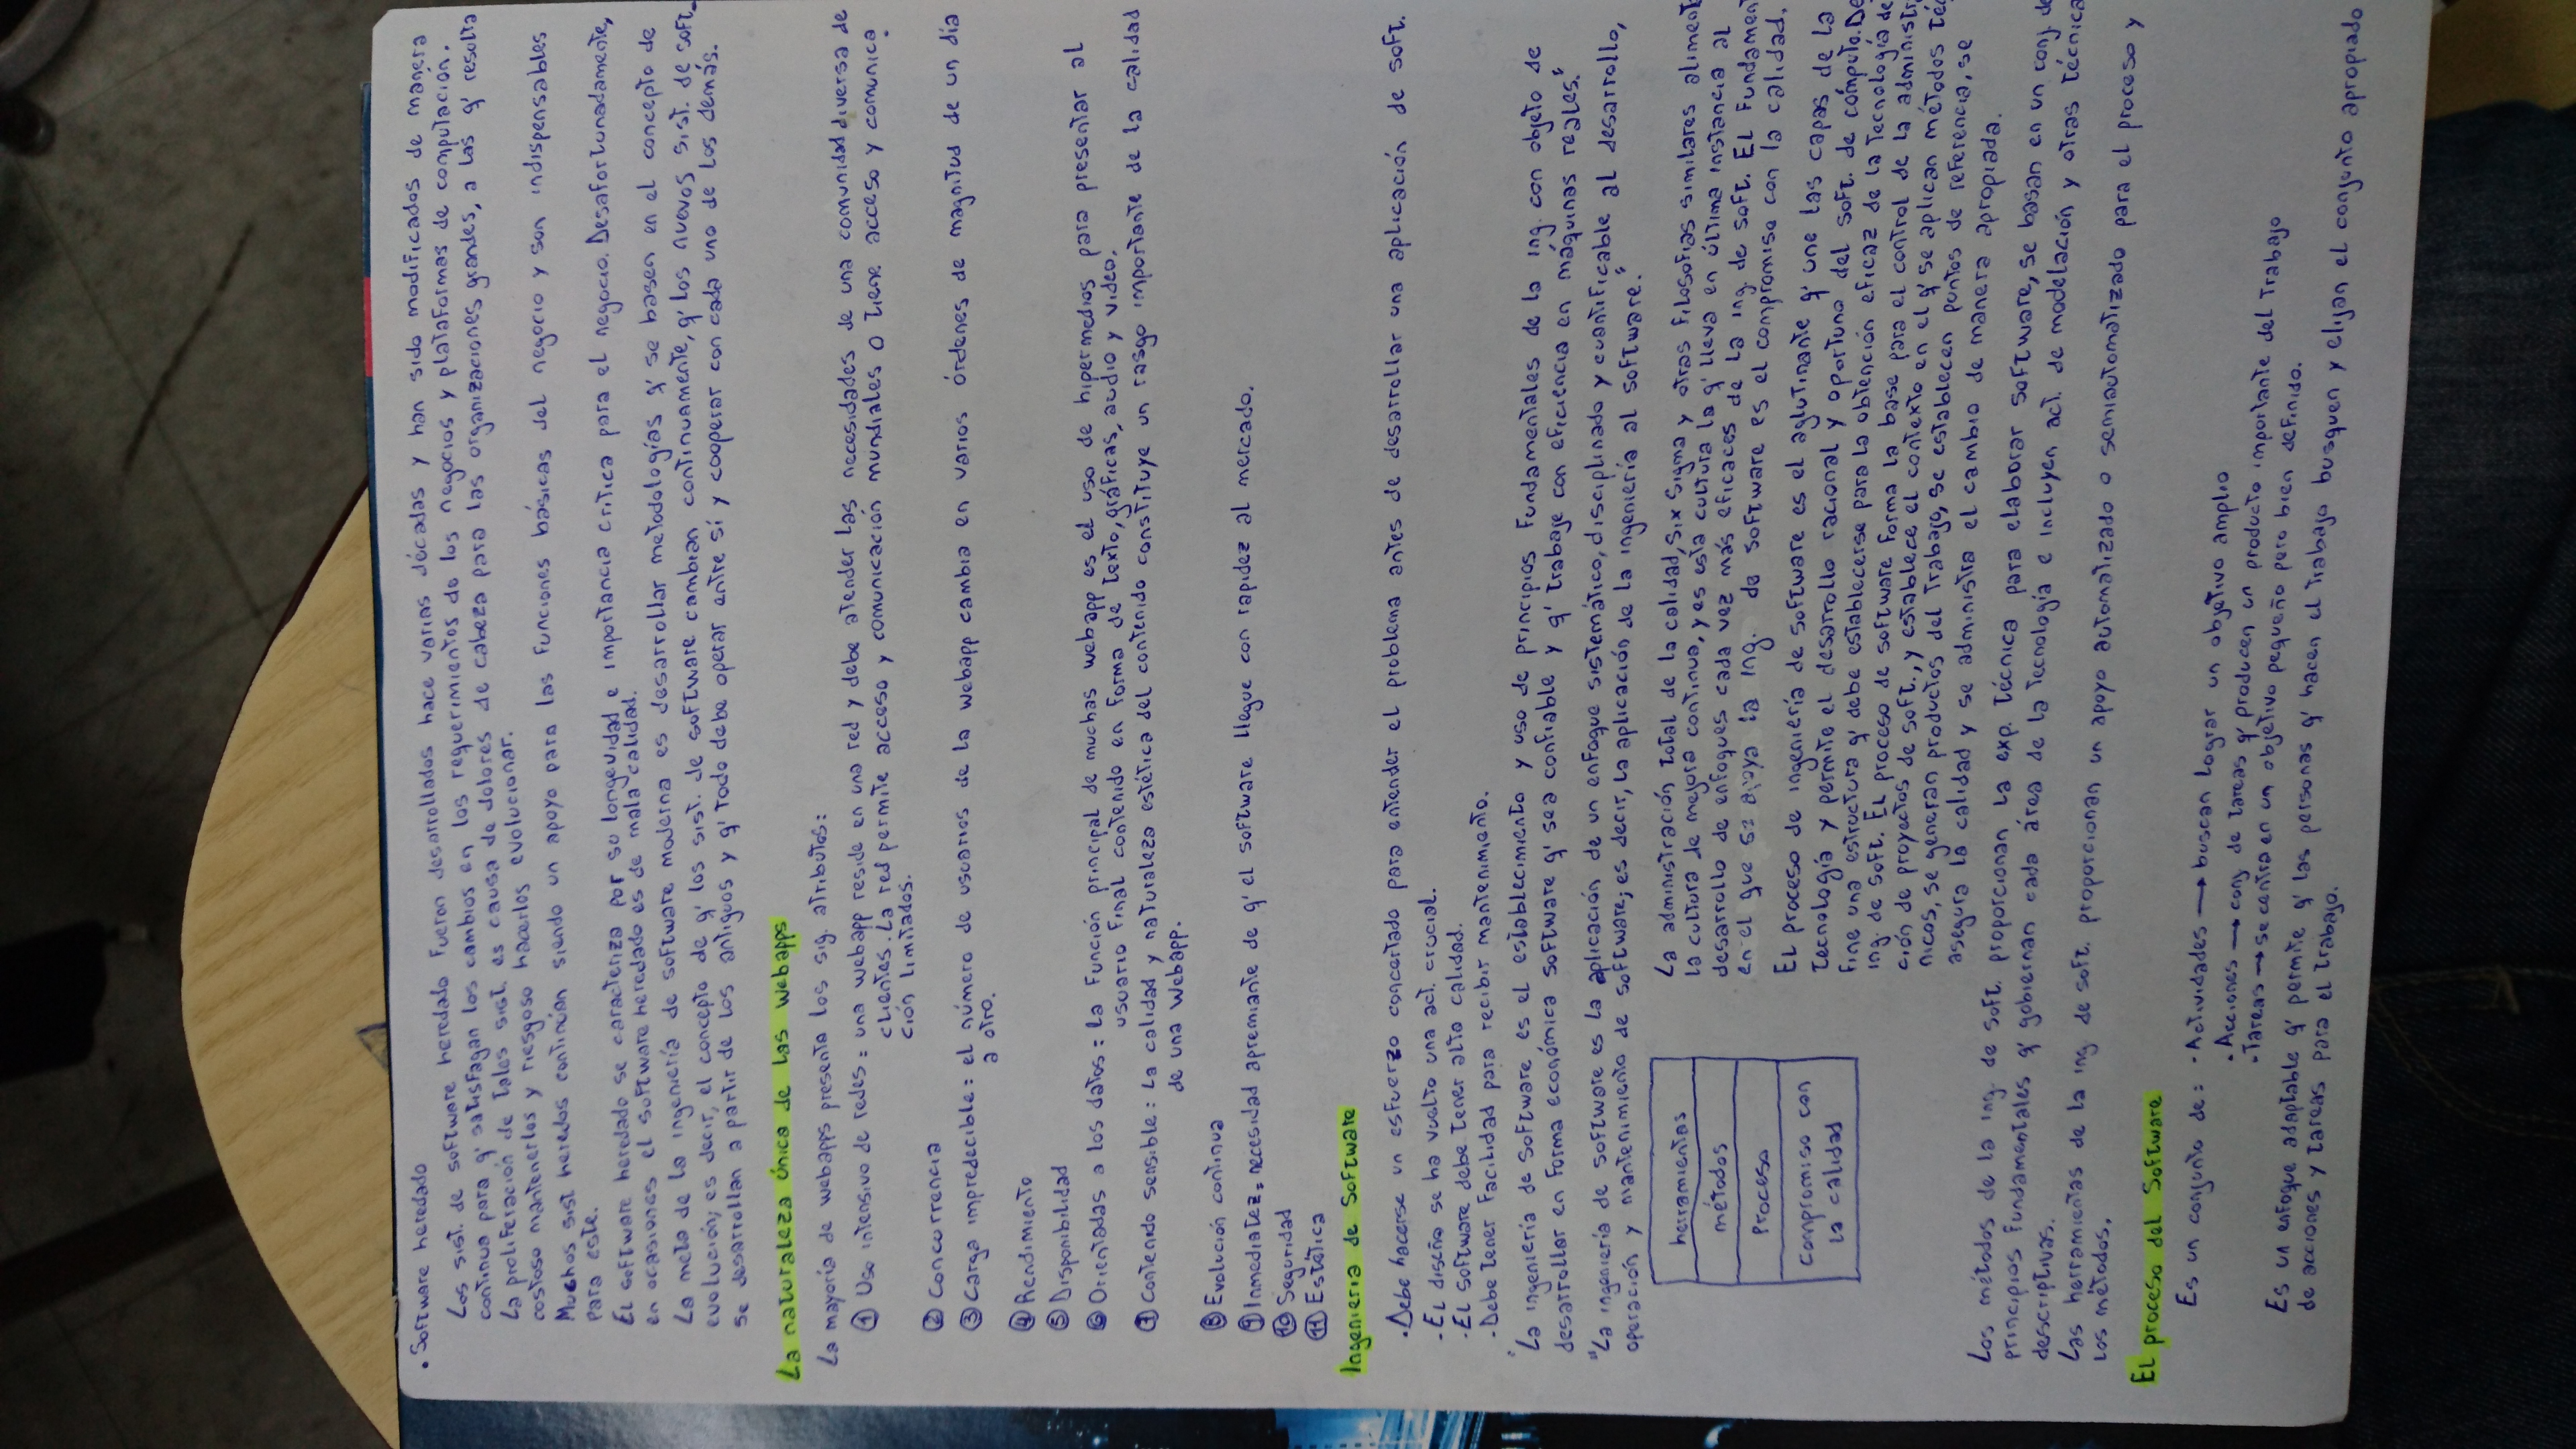 • Software heredado
Los sist. de software heredado fueron desarrollados hace varias décadas y han sido modificados de manera
continua para q' satisfagan los cambios en los requerimientos de los negocios y plataformas de computación.
La proliferación de tales sist. es causa de dolores de cabeza para las organizaciones grandes, a las q' resulta
costoso mantenerlos y riesgoso hacerlos evolucionar.
Muchos sist heredos continúan siendo un apoyo para las funciones básicas del negocio y son indispensables
para este.
El software heredado se caracteriza por su longevidad e importancia crítica para el negocio. Desafortunadamente,
en ocasiones el software heredado es de mala calidad.
La meta de la ingeniería de software moderna es desarrollar metodologías q' se basen en el concepto de
evolución; es decir, el concepto de q' los sist. de software cambian continuamente, q' los nuevos sist. de soft.
se desarrollan a partir de los antiguos y q' todo debe operar entre sí y cooperar con cada uno de los demás.
La naturaleza única de las webapps
La mayoría de webapps presenta los sig. atributos:
① Uso intensivo de redes: una webapp reside en una red y debe atender las necesidades de una comunidad diversa de
clientes. La red permite acceso y comunicación mundiales o tiene acceso y comunica
ción limitados.
② Concurrencia
③ Carga impredecible: el número de usuarios de la webapp cambia en varios órdenes de magnitud de un día
a otro.
④ Rendimiento
⑤ Disponibilidad
⑥ Orientadas a los datos: la función principal de muchas webapp es el uso de hipermedios para presentar al
usuario final contenido en forma de texto, gráficas, audio y video.
⑦ Contenido sensible: La calidad y naturaleza estética del contenido constituye un rasgo importante de la calidad
de una webapp.
⑧ Evolución continua
⑨ Inmediatez: necesidad apremiante de q' el software llegue con rapidez al mercado.
⑩ Seguridad
⑪ Estética
Ingeniería de Software
• Debe hacerse un esfuerzo concertado para entender el problema antes de desarrollar una aplicación de soft.
- El diseño se ha vuelto una act. crucial.
- El software debe tener alta calidad.
- Debe tener facilidad para recibir mantenimiento.
"La ingeniería de Software es el establecimiento y uso de principios fundamentales de la ing. con objeto de
desarrollar en forma económica software q' sea confiable y q' trabaje con eficiencia en máquinas reales."
"La ingeniería de software es la aplicación de un enfoque sistemático, disciplinado y cuantificable al desarrollo,
operación y mantenimiento de software; es decir, la aplicación de la ingeniería al software."
herramientas
métodos
Proceso
Compromiso con
la calidad
La administración total de la calidad, Six Sigma y otras filosofías similares aliment
la cultura de mejora continua, y es esta cultura la q' lleva en última instancia al
desarrollo de enfoques cada vez más eficaces de la ing. de soft. El fundamen
en el que se apoya la ing. de software es el compromiso con la calidad.
El proceso de ingeniería de software es el aglutinante q' une las capas de la
tecnología y permite el desarrollo racional y oportuno del soft. de cómputo. De
fine una estructura q' debe establecerse para la obtención eficaz de la tecnología de
ing. de soft. El proceso de software forma la base para el control de la administr
ción de proyectos de soft., y establece el contexto en el q' se aplican métodos téc
nicos, se generan productos del trabajo, se establecen puntos de referencia, se
asegura la calidad y se administra el cambio de manera apropiada.
Los métodos de la ing. de soft. proporcionan la exp. técnica para elaborar software, se basan en un conj. de
principios fundamentales q' gobiernan cada área de la tecnología e incluyen act. de modelación y otras técnica
descriptivas.
Las herramientas de la ing. de soft. proporcionan un apoyo automatizado o semiautomatizado para el proceso y
los métodos.
El proceso del Software
Es un conjunto de: • Actividades → buscan lograr un objetivo amplio
• Acciones → conj de tareas q' producen un producto importante del trabajo
• Tareas → se centra en un objetivo pequeño pero bien definido.
Es un enfoque adaptable q' permite q' las personas q' hacen el trabajo busquen y elijan el conjunto apropiado
de acciones y tareas para el trabajo.